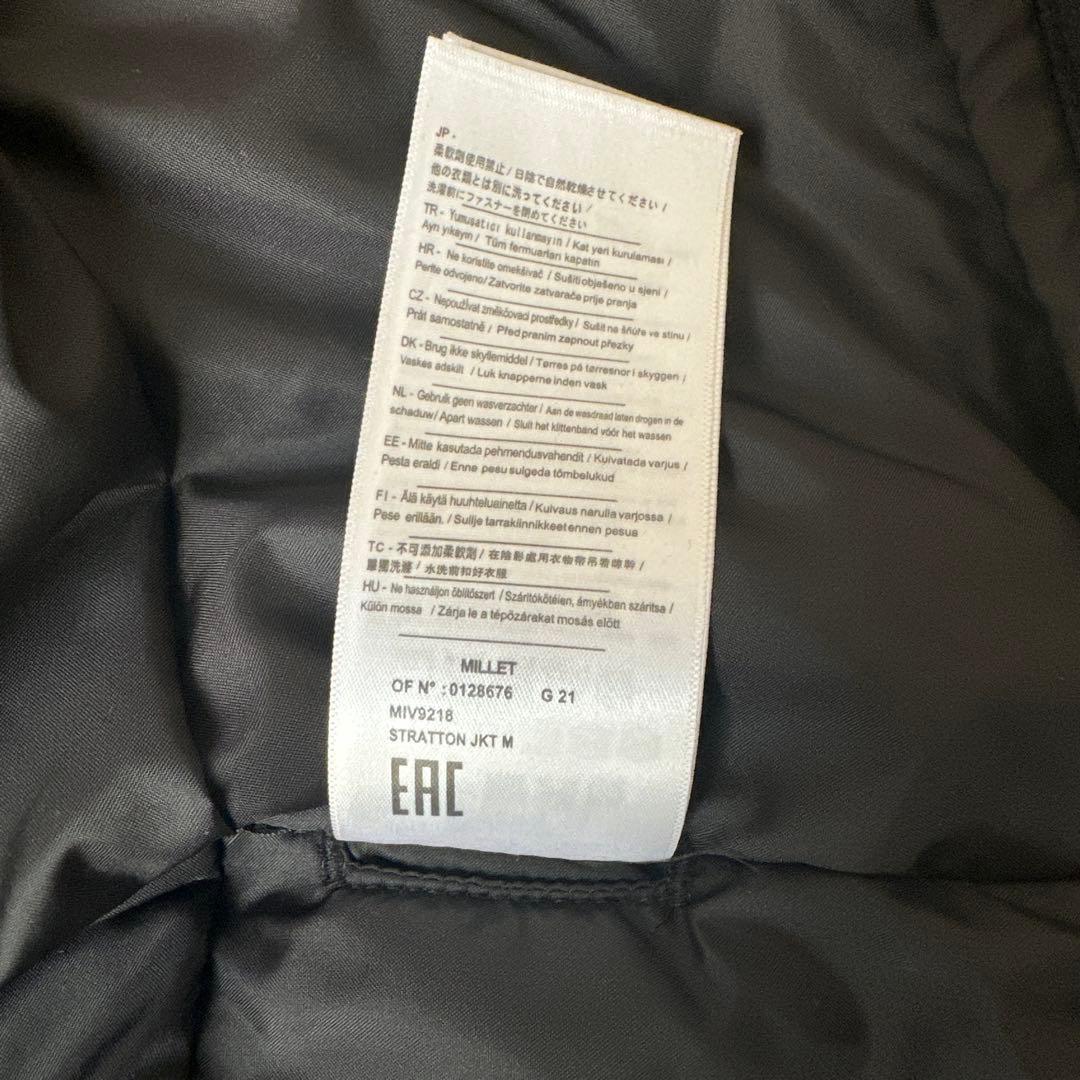 JP -
柔軟剤使用禁止 / 日陰で自然乾燥させてください /
他の衣類とは別に洗ってください /
洗濯前にファスナーを閉めてください
TR - Yumuşatıcı kullanmayın / Kat yeri kurulaması /
Ayrı yıkayın / Tüm fermuarları kapatın
HR - Ne koristite omekšivač / Sušiti obješeno u sjeni /
Perite odvojeno/ Zatvorite zatvarače prije pranja
CZ - Nepoužívat změkčovací prostředky / Sušit na šňůře ve stínu /
Prát samostatně / Před praním zapnout přezky
DK - Brug ikke skyllemiddel / Tørres på tørresnor i skyggen /
Vaskes adskilt / Luk knapperne inden vask
NL - Gebruik geen wasverzachter / Aan de wasdraad laten drogen in de
schaduw/ Apart wassen / Sluit het klittenband vóór het wassen
EE - Mitte kasutada pehmendusvahendit / Kuivatada varjus /
Pesta eraldi / Enne pesu sulgeda tõmbelukud
FI - Älä käytä huuhteluainetta / Kuivaus narulla varjossa /
Pese erillään. / Sulje tarrakiinnikkeet ennen pesua
TC - 不可添加柔軟劑 / 在陰影處用衣物帶吊着晾幹 /
單獨洗滌 / 水洗前扣好衣服
HU - Ne használjon öblítőszert / Szárítókötélen, árnyékban szárítsa /
Külön mossa / Zárja le a tépőzárakat mosás előtt
MILLET
OF N° : 0128676 G 21
MIV9218
STRATTON JKT M
EAC